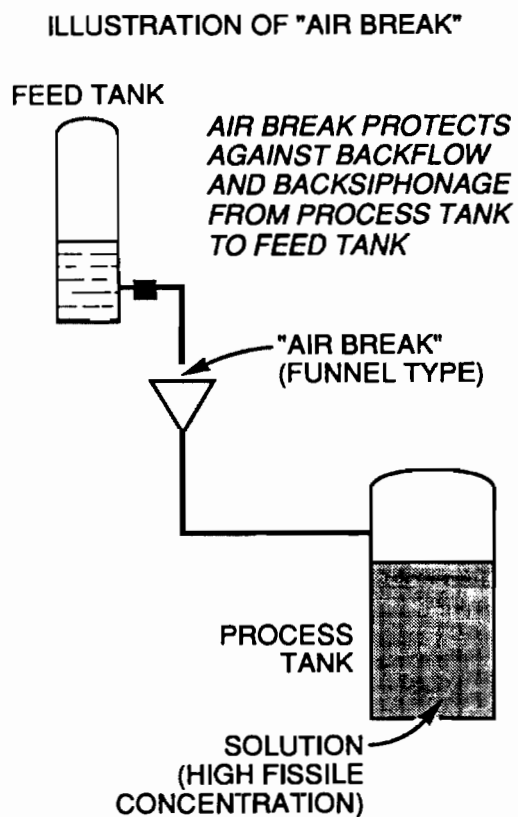 ILLUSTRATION OF "AIR BREAK"
FEED TANK
AIR BREAK PROTECTS
AGAINST BACKFLOW
AND BACKSIPHONAGE
FROM PROCESS TANK
TO FEED TANK
"AIR BREAK"
(FUNNEL TYPE)
PROCESS
TANK
SOLUTION
(HIGH FISSILE
CONCENTRATION)